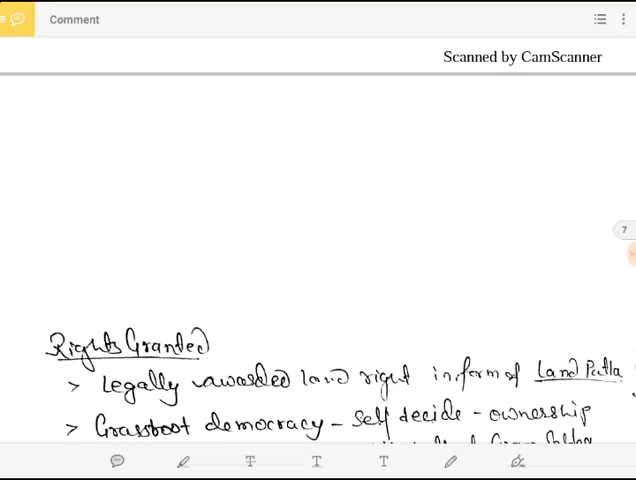 Comment
Scanned by CamScanner
7
Rights Granted
> Legally awarded land right in form of Land Patta
> Grassroot democracy - self decide - ownership